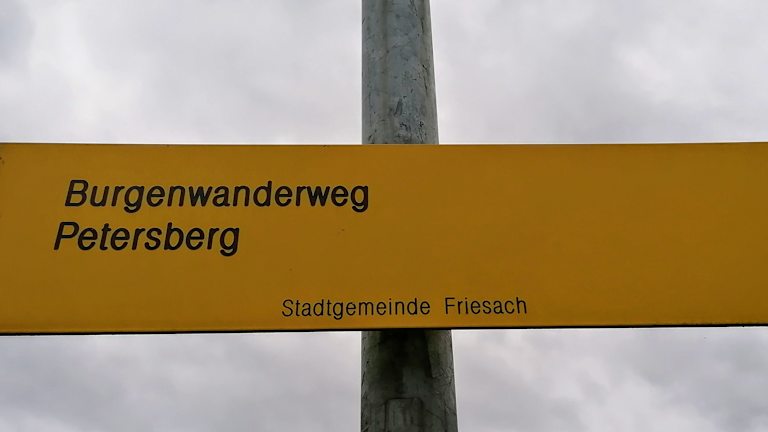 Burgenwanderweg
Petersberg
Stadtgemeinde Friesach